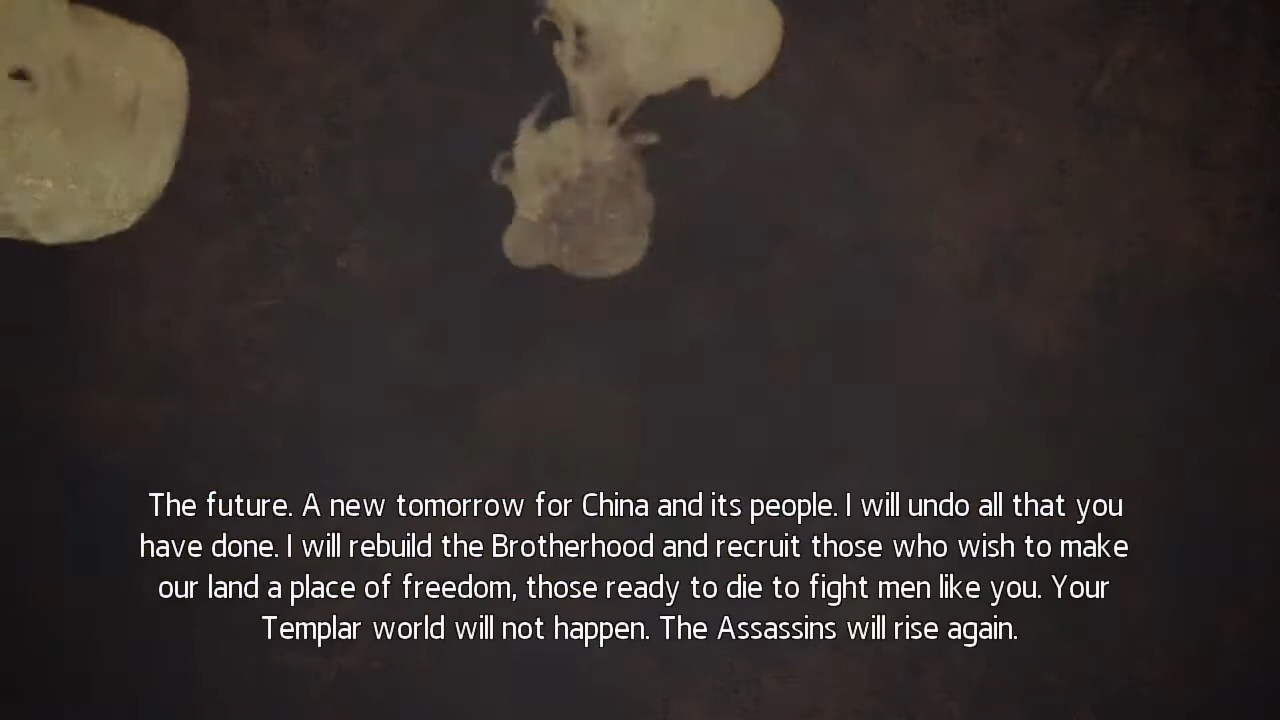 The future. A new tomorrow for China and its people. I will undo all that you
have done. I will rebuild the Brotherhood and recruit those who wish to make
our land a place of freedom, those ready to die to fight men like you. Your
Templar world will not happen. The Assassins will rise again.